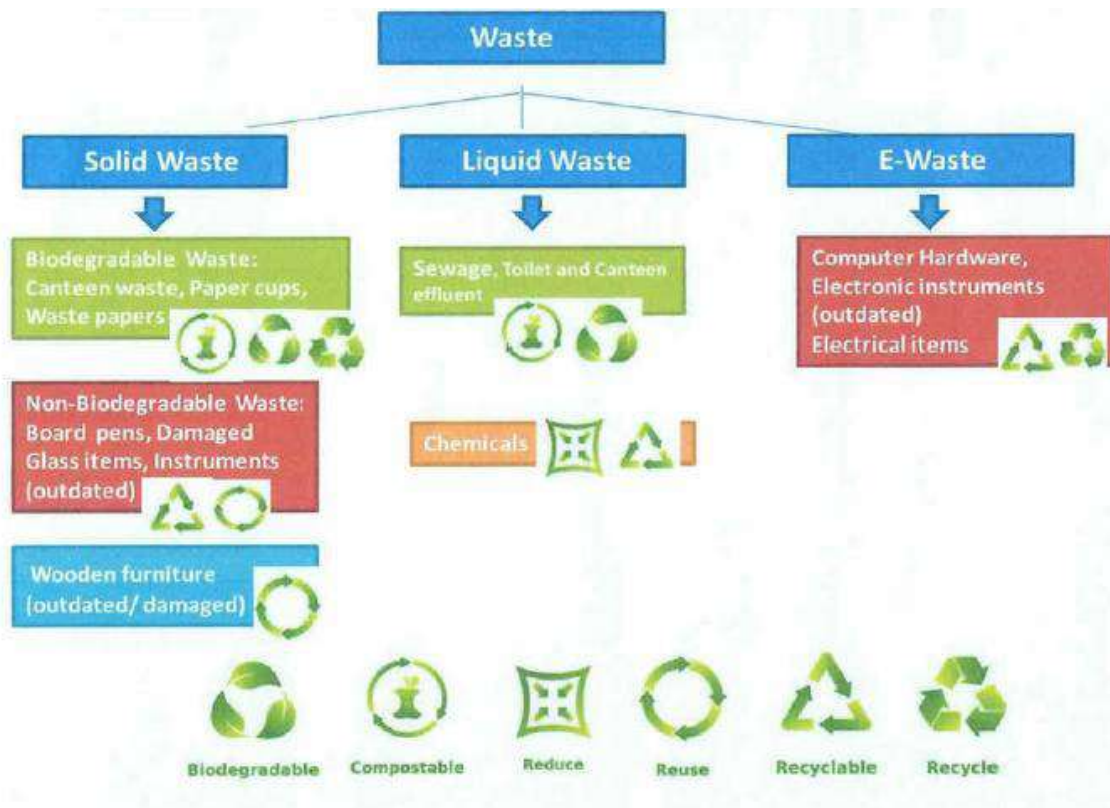 Waste
Solid Waste
Liquid Waste
E-Waste
Biodegradable Waste:
Canteen waste, Paper cups,
Waste papers
Sewage, Toilet and Canteen
effluent
Computer Hardware,
Electronic instruments
(outdated)
Electrical items
Non-Biodegradable Waste:
Board pens, Damaged
Glass items, Instruments
(outdated)
Chemicals
Wooden furniture
(outdated/ damaged)
Biodegradable
Compostable
Reduce
Reuse
Recyclable
Recycle